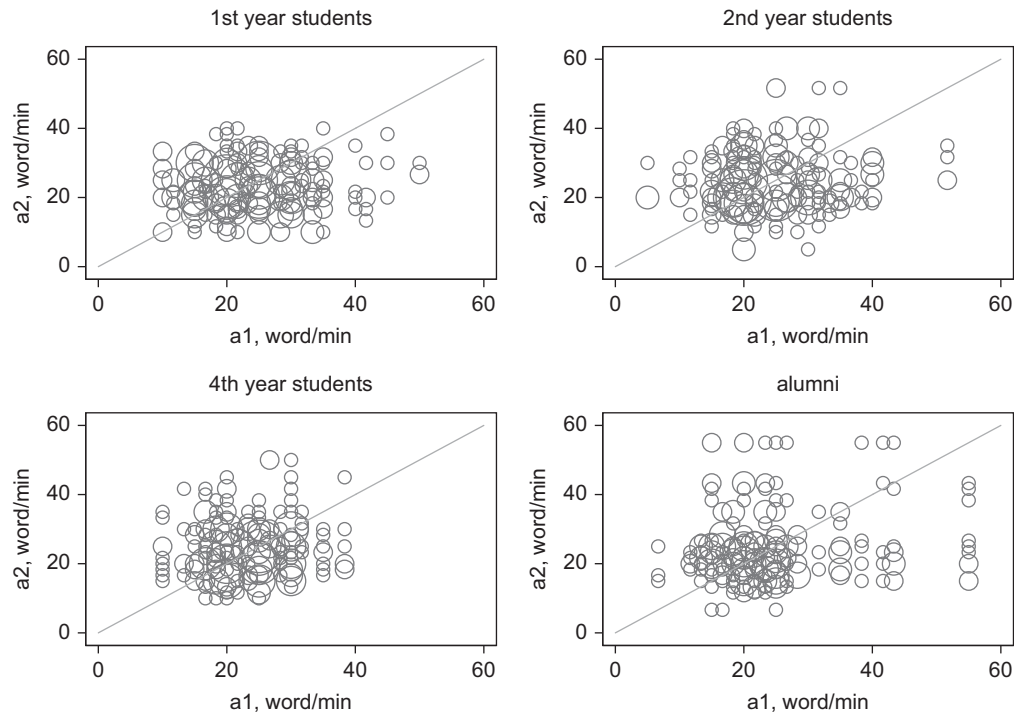 1st year students
2nd year students
60
40
20
0
a2, word/min
0 20 40 60
a1, word/min
60
40
20
0
a2, word/min
0 20 40 60
a1, word/min
4th year students
alumni
60
40
20
0
a2, word/min
0 20 40 60
a1, word/min
60
40
20
0
a2, word/min
0 20 40 60
a1, word/min